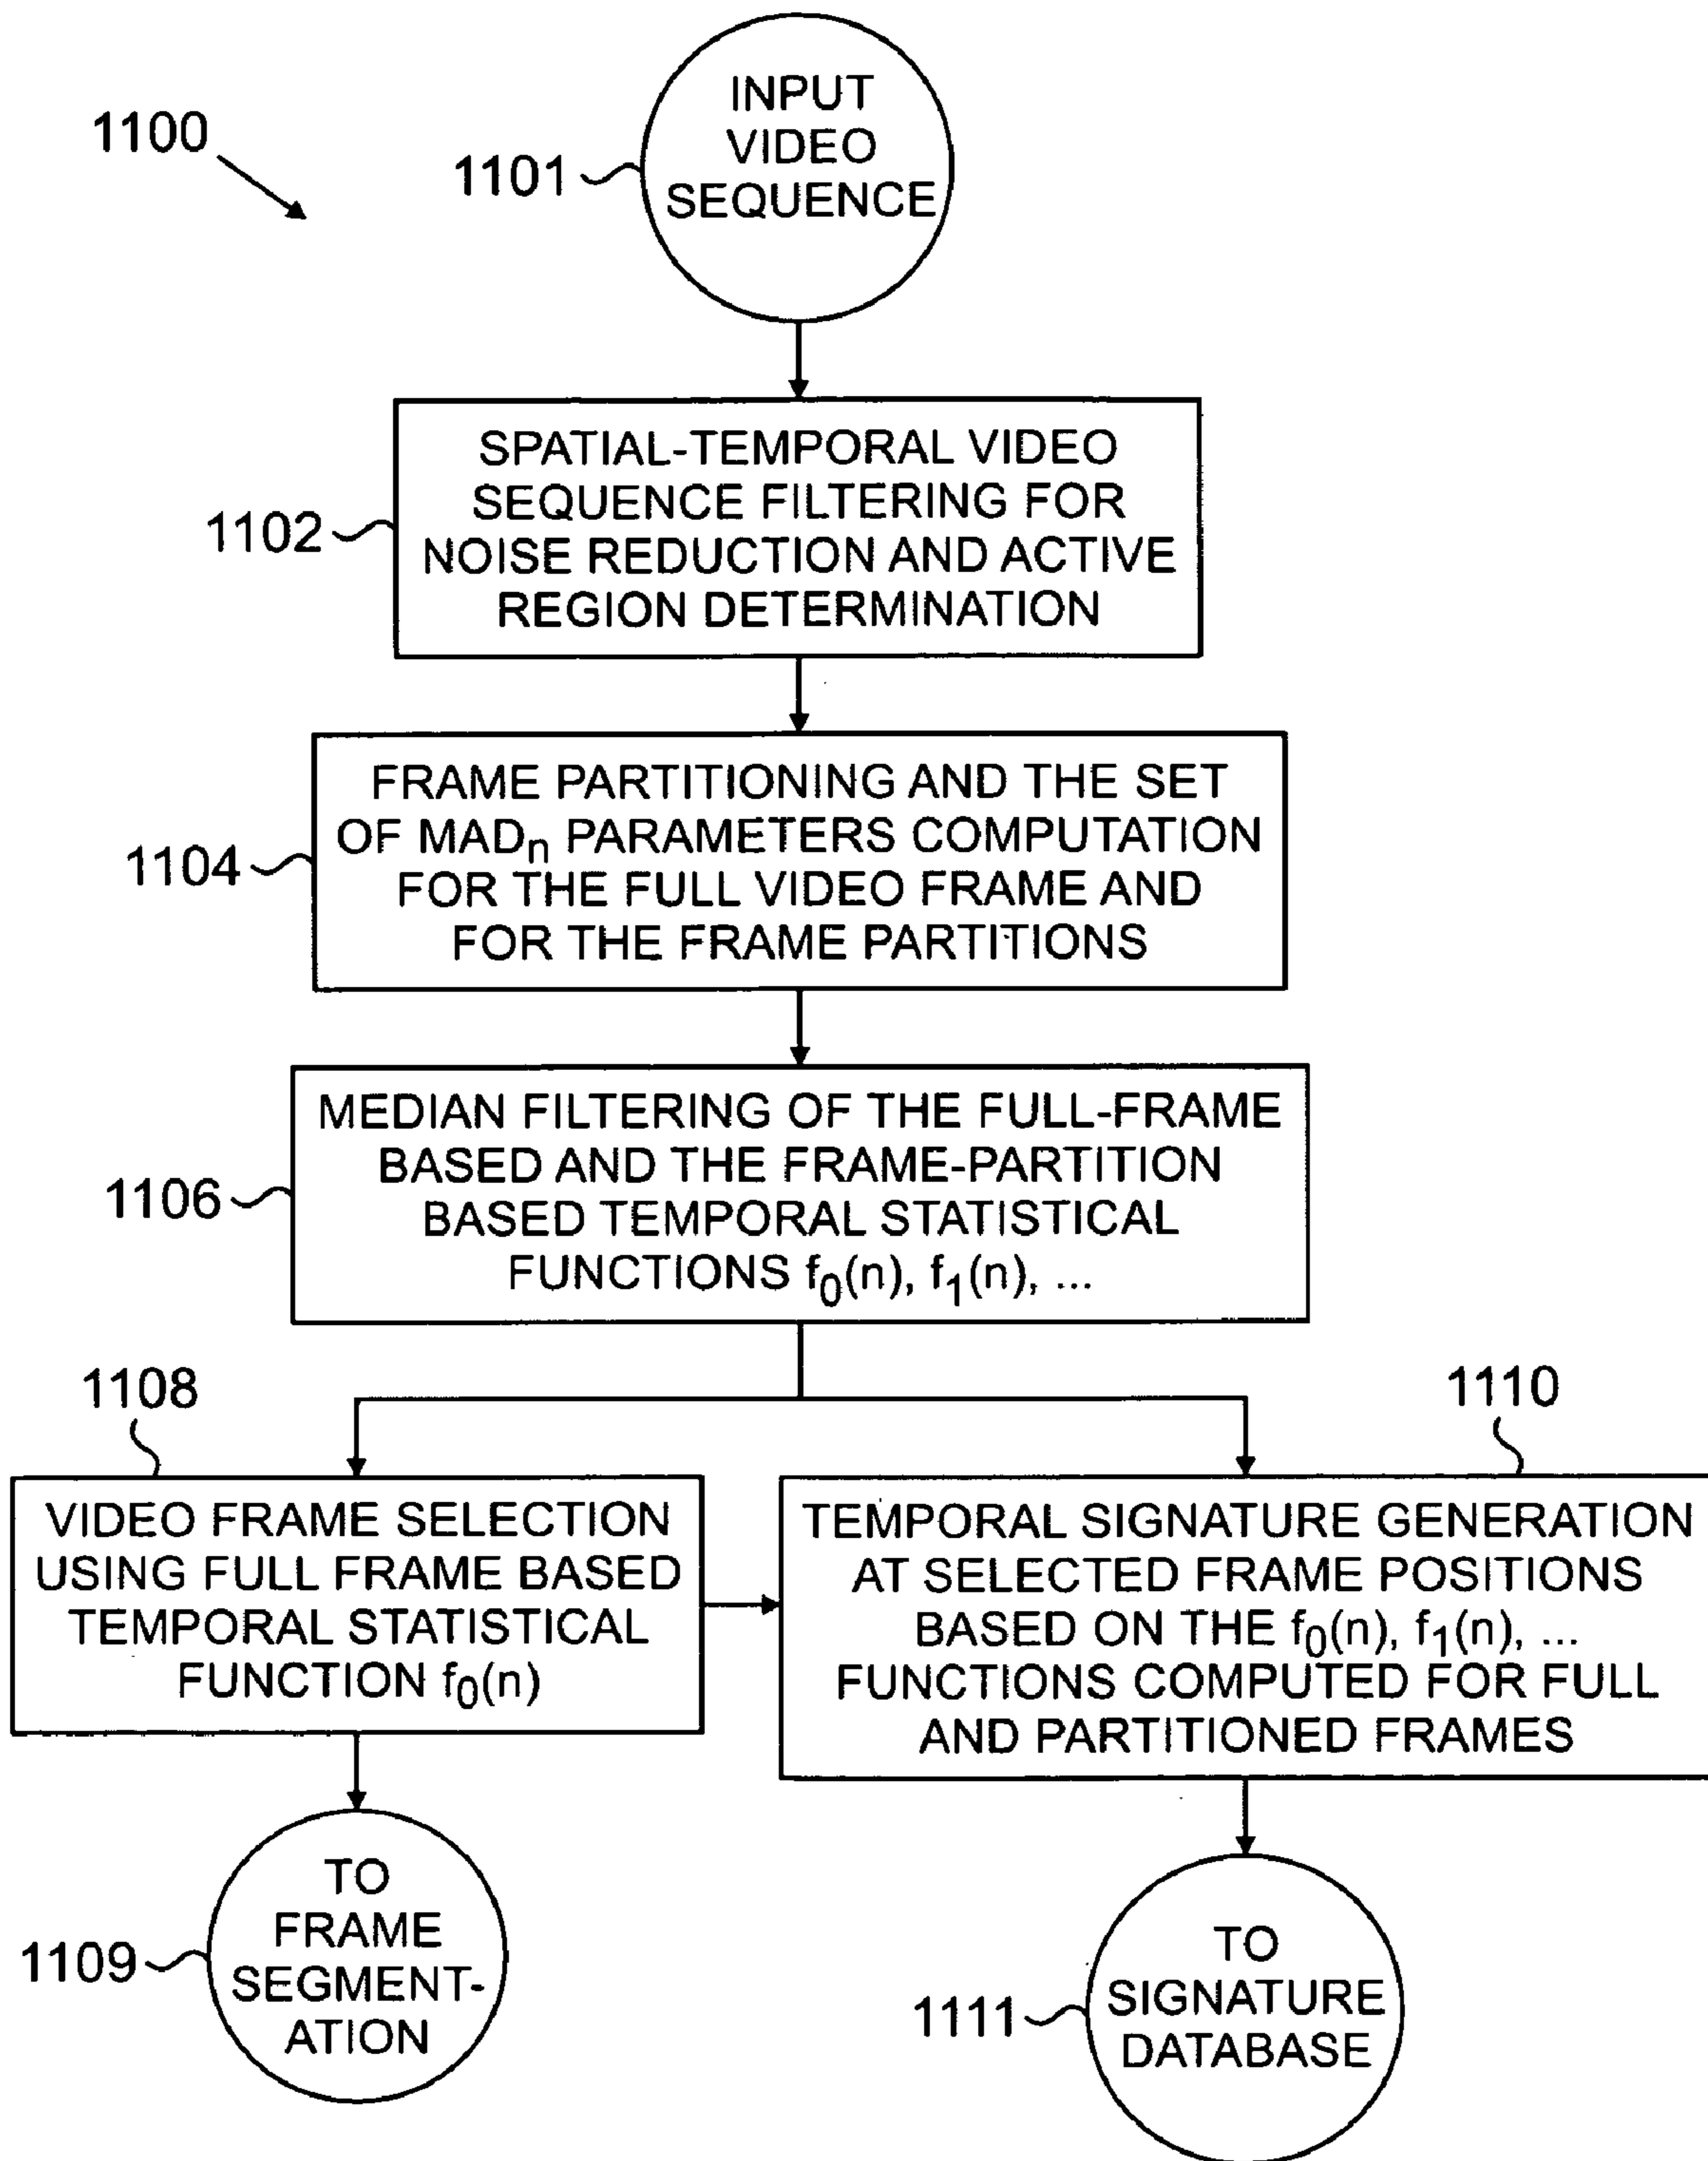 1100
1101
INPUT
VIDEO
SEQUENCE
1102
SPATIAL-TEMPORAL VIDEO
SEQUENCE FILTERING FOR
NOISE REDUCTION AND ACTIVE
REGION DETERMINATION
1104
FRAME PARTITIONING AND THE SET
OF MADₙ PARAMETERS COMPUTATION
FOR THE FULL VIDEO FRAME AND
FOR THE FRAME PARTITIONS
1106
MEDIAN FILTERING OF THE FULL-FRAME
BASED AND THE FRAME-PARTITION
BASED TEMPORAL STATISTICAL
FUNCTIONS f₀(n), f₁(n), ...
1108
VIDEO FRAME SELECTION
USING FULL FRAME BASED
TEMPORAL STATISTICAL
FUNCTION f₀(n)
1110
TEMPORAL SIGNATURE GENERATION
AT SELECTED FRAME POSITIONS
BASED ON THE f₀(n), f₁(n), ...
FUNCTIONS COMPUTED FOR FULL
AND PARTITIONED FRAMES
1109
TO
FRAME
SEGMENT-
ATION
1111
TO
SIGNATURE
DATABASE